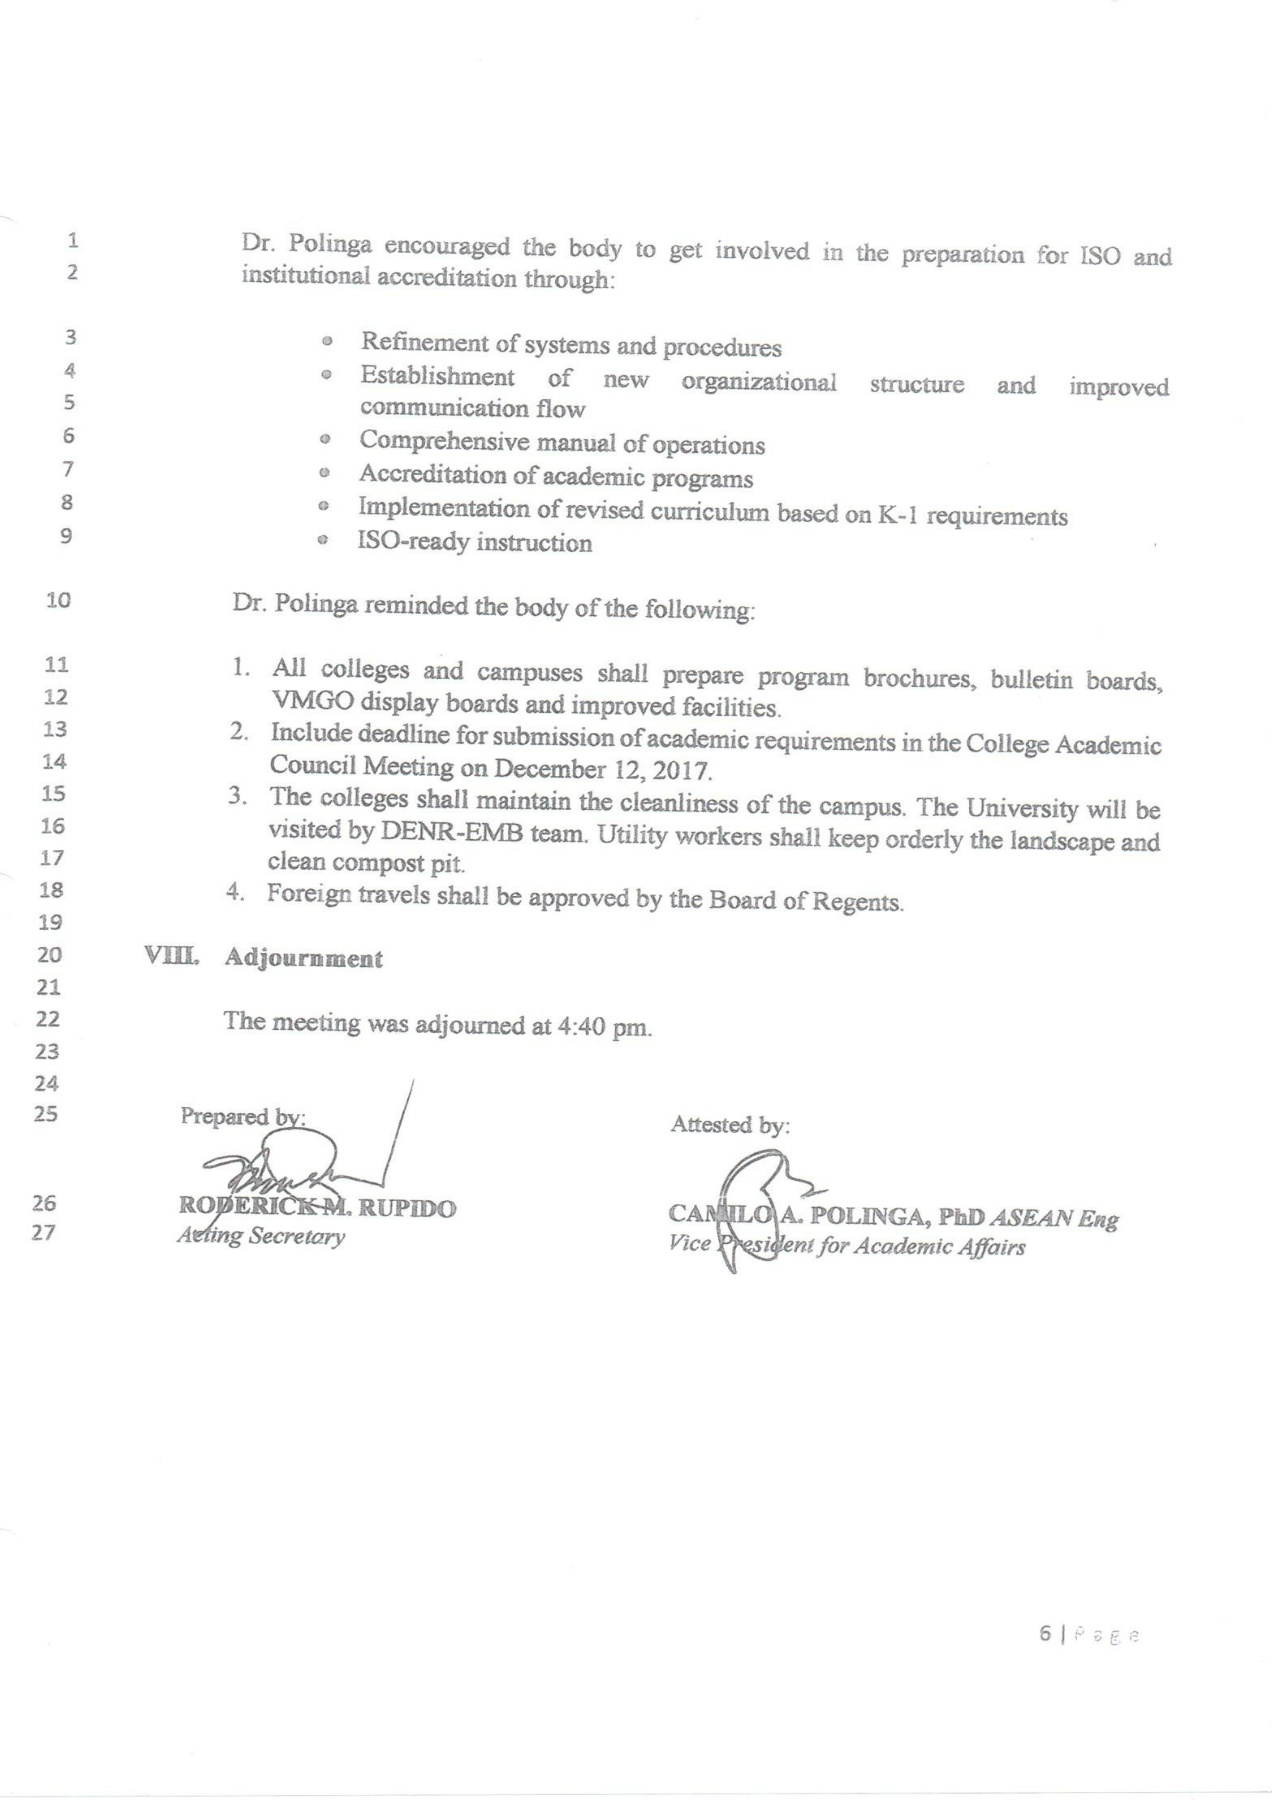 1 Dr. Polinga encouraged the body to get involved in the preparation for ISO and
2 institutional accreditation through:
3 • Refinement of systems and procedures
4 • Establishment of new organizational structure and improved
5 communication flow
6 • Comprehensive manual of operations
7 • Accreditation of academic programs
8 • Implementation of revised curriculum based on K-1 requirements
9 • ISO-ready instruction
10 Dr. Polinga reminded the body of the following:
11 1. All colleges and campuses shall prepare program brochures, bulletin boards,
12 VMGO display boards and improved facilities.
13 2. Include deadline for submission of academic requirements in the College Academic
14 Council Meeting on December 12, 2017.
15 3. The colleges shall maintain the cleanliness of the campus. The University will be
16 visited by DENR-EMB team. Utility workers shall keep orderly the landscape and
17 clean compost pit.
18 4. Foreign travels shall be approved by the Board of Regents.
19
20 VIII. Adjournment
21
22 The meeting was adjourned at 4:40 pm.
23
24
25 Prepared by: Attested by:
26 RODERICK M. RUPIDO CAMILO A. POLINGA, PhD ASEAN Eng
27 Acting Secretary Vice President for Academic Affairs
6 | Page